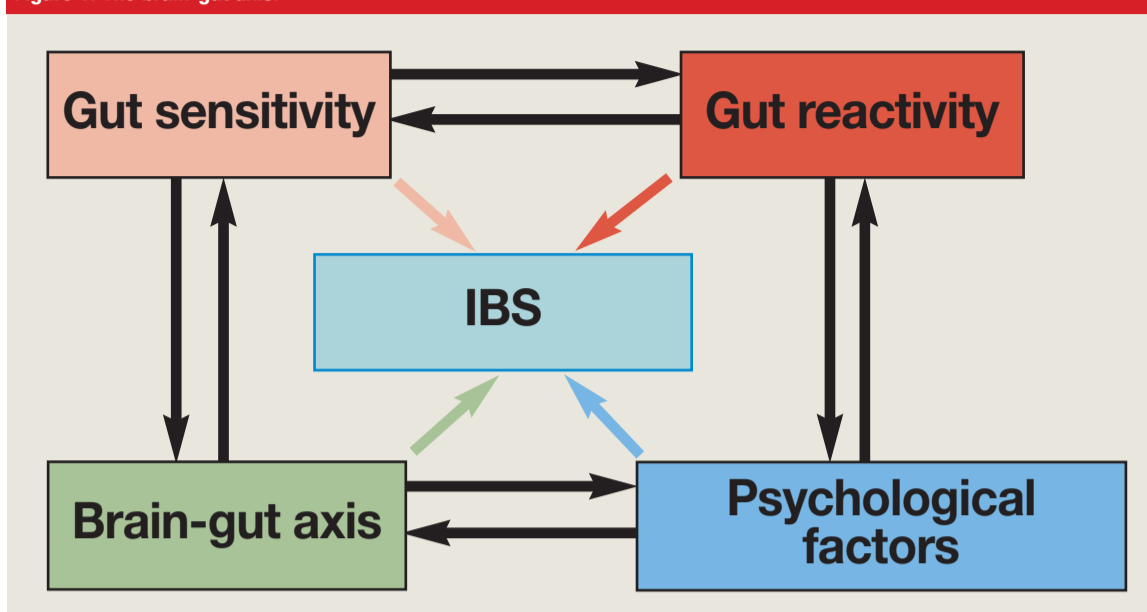 Gut sensitivity
Gut reactivity
IBS
Brain-gut axis
Psychological
factors